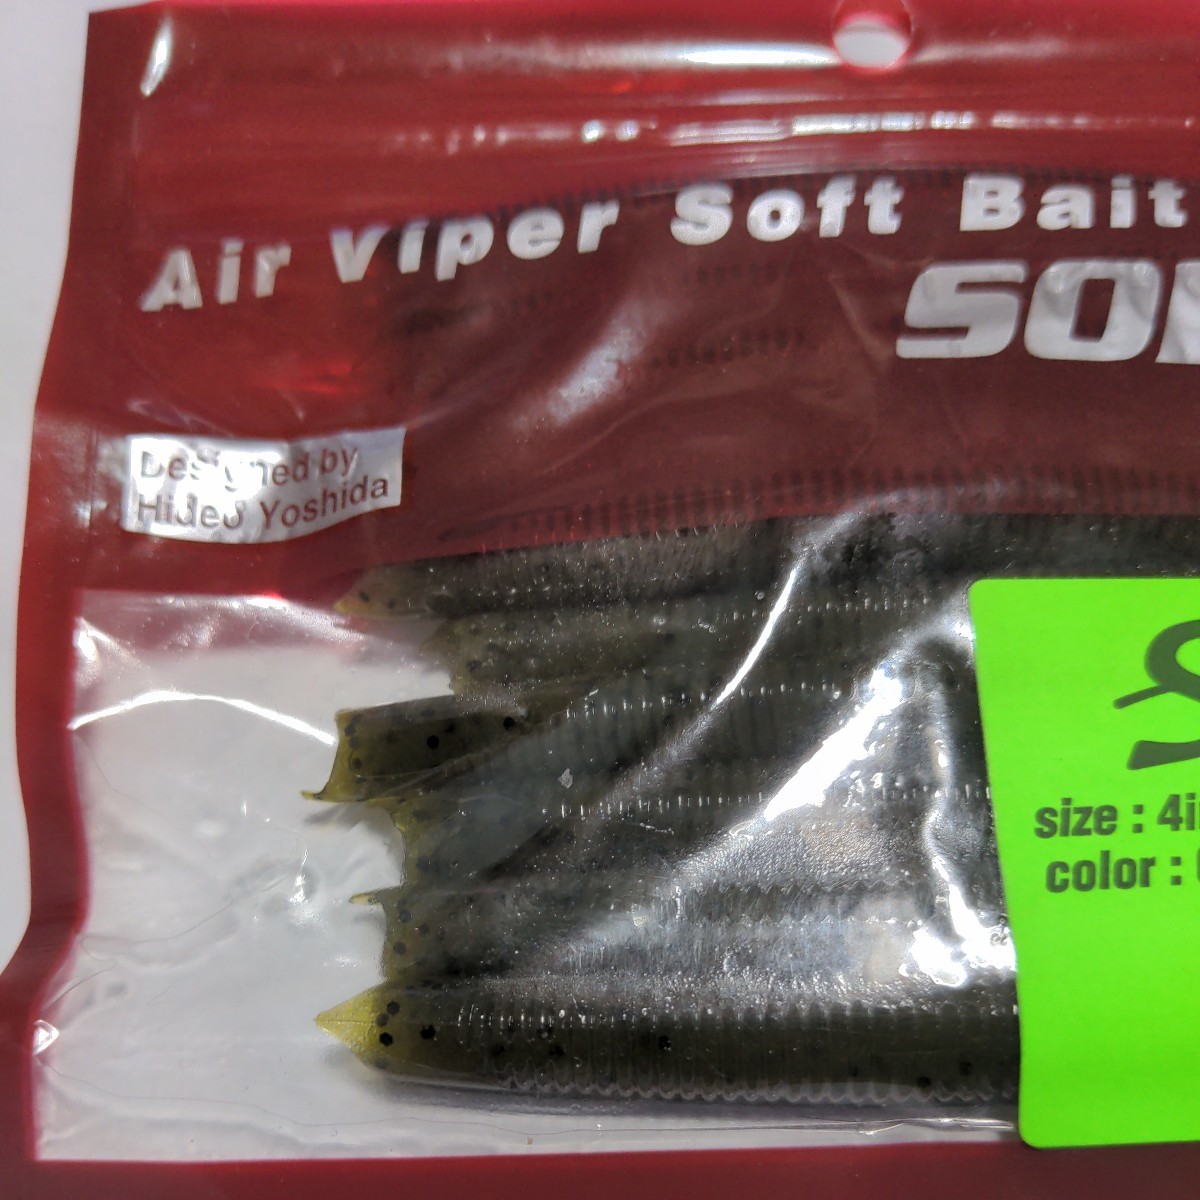 Air Viper Soft Bait
Designed by
Hideo Yoshida
size : 4i
color :